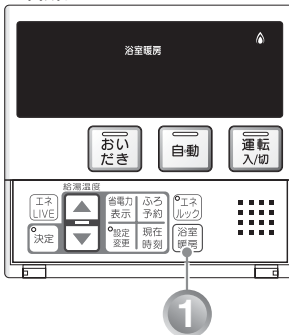 浴室暖房
おい
だき
自動
運転
入/切
給湯温度
エネ
LIVE
省電力
表示
ふろ
予約
エネ
ルック
決定
設定
変更
現在
時刻
浴室
暖房
1